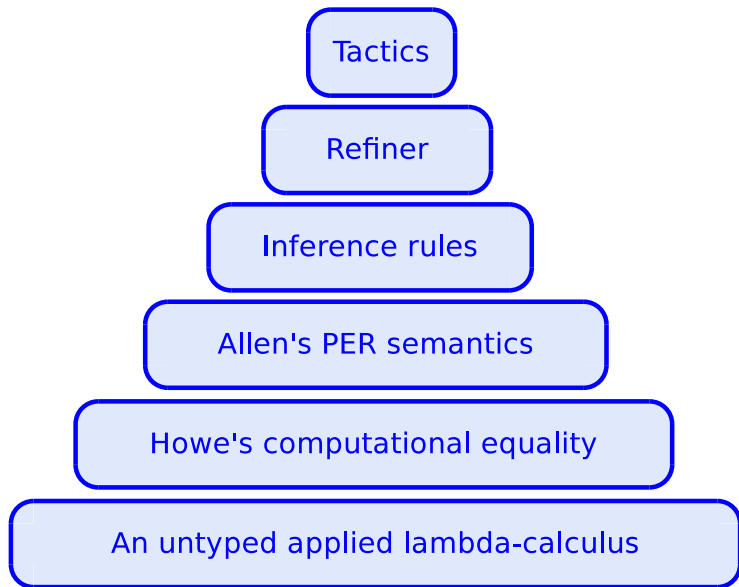 Tactics
Refiner
Inference rules
Allen's PER semantics
Howe's computational equality
An untyped applied lambda-calculus